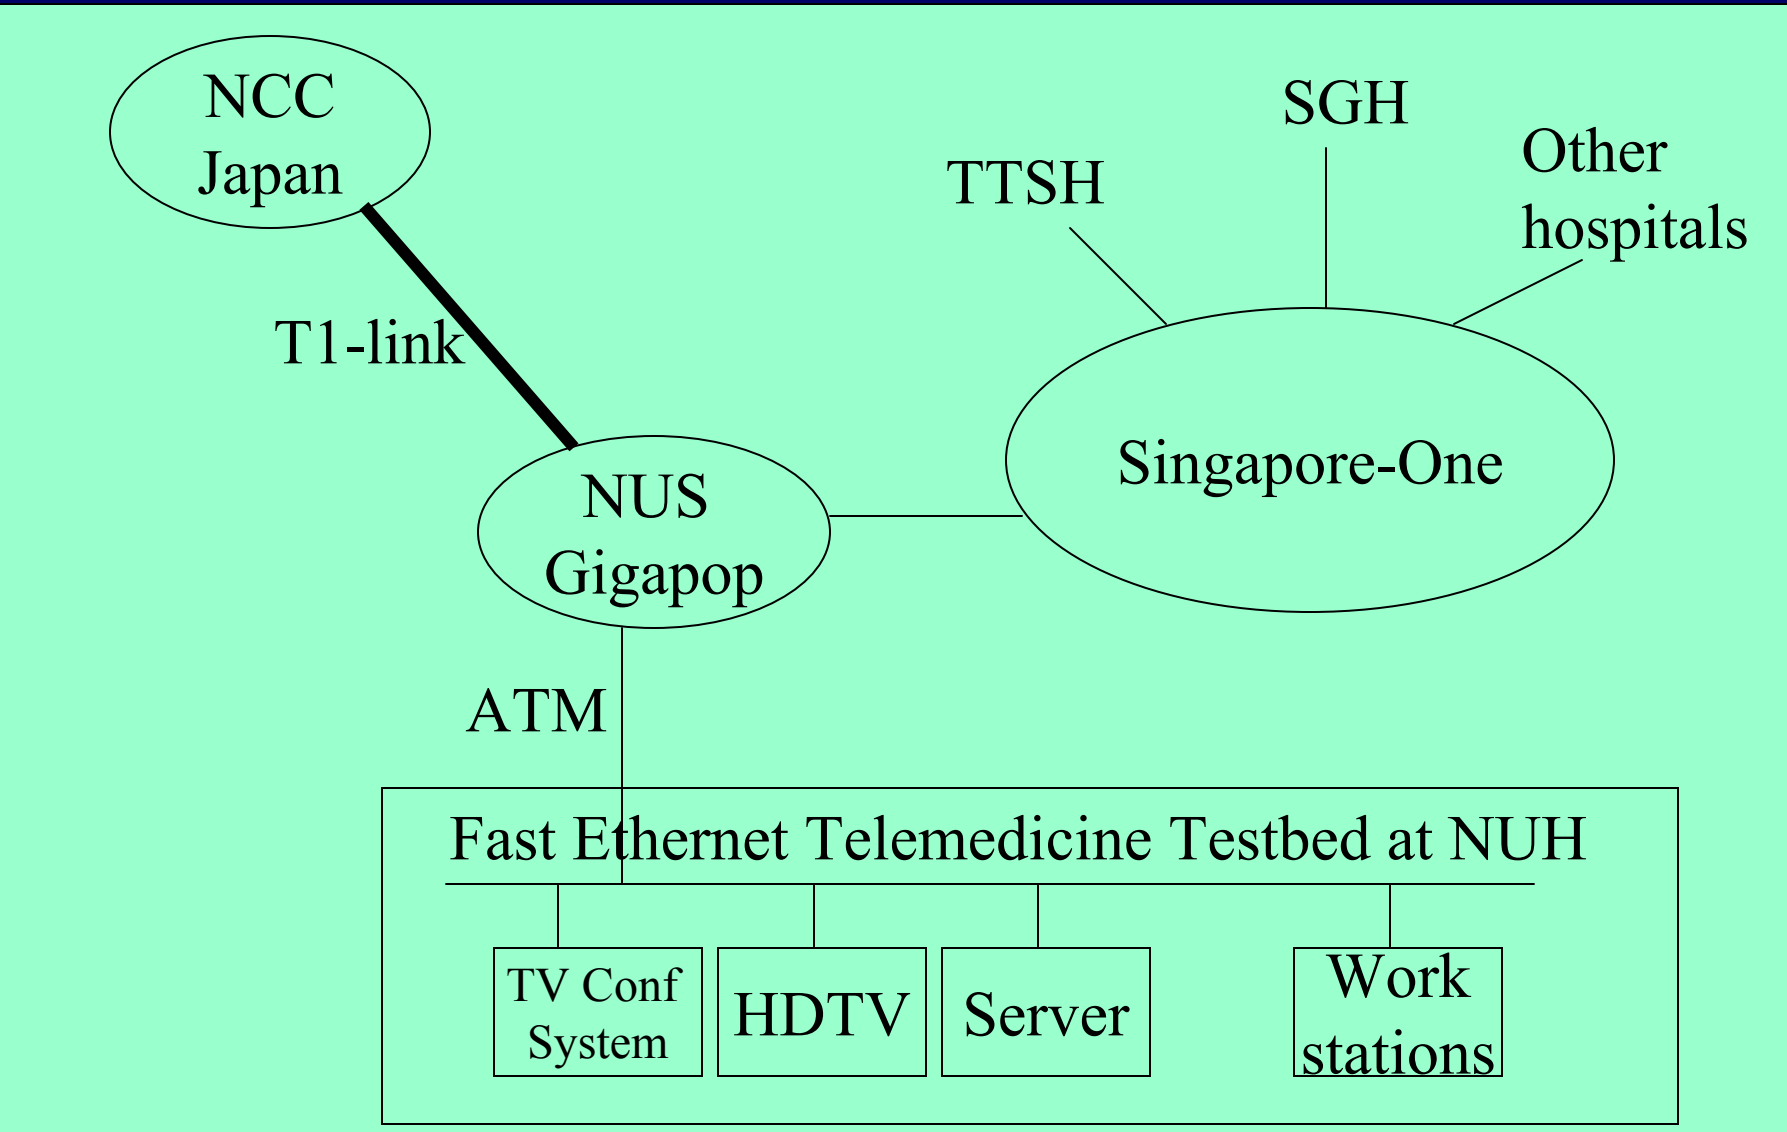 NCC
Japan
SGH
TTSH
Other
hospitals
T1-link
Singapore-One
NUS
Gigapop
ATM
Fast Ethernet Telemedicine Testbed at NUH
TV Conf
System
HDTV
Server
Work
stations